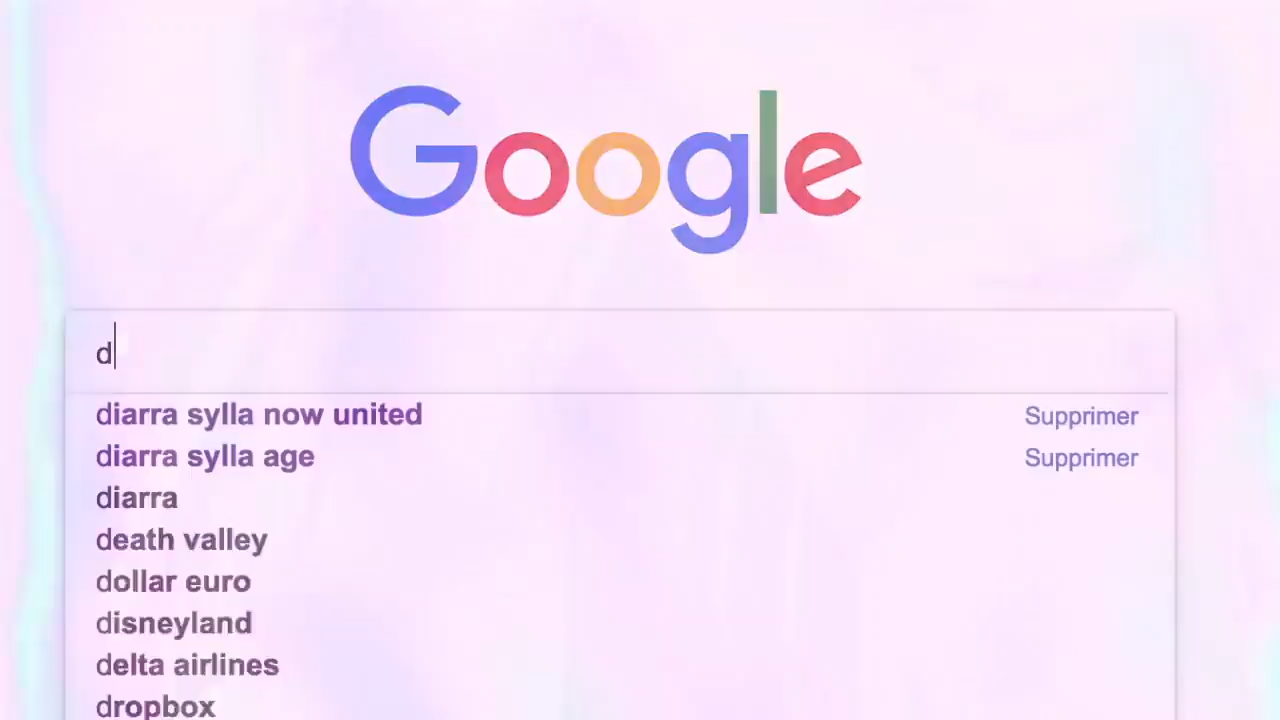 Google
d
diarra sylla now united Supprimer
diarra sylla age Supprimer
diarra
death valley
dollar euro
disneyland
delta airlines
dropbox